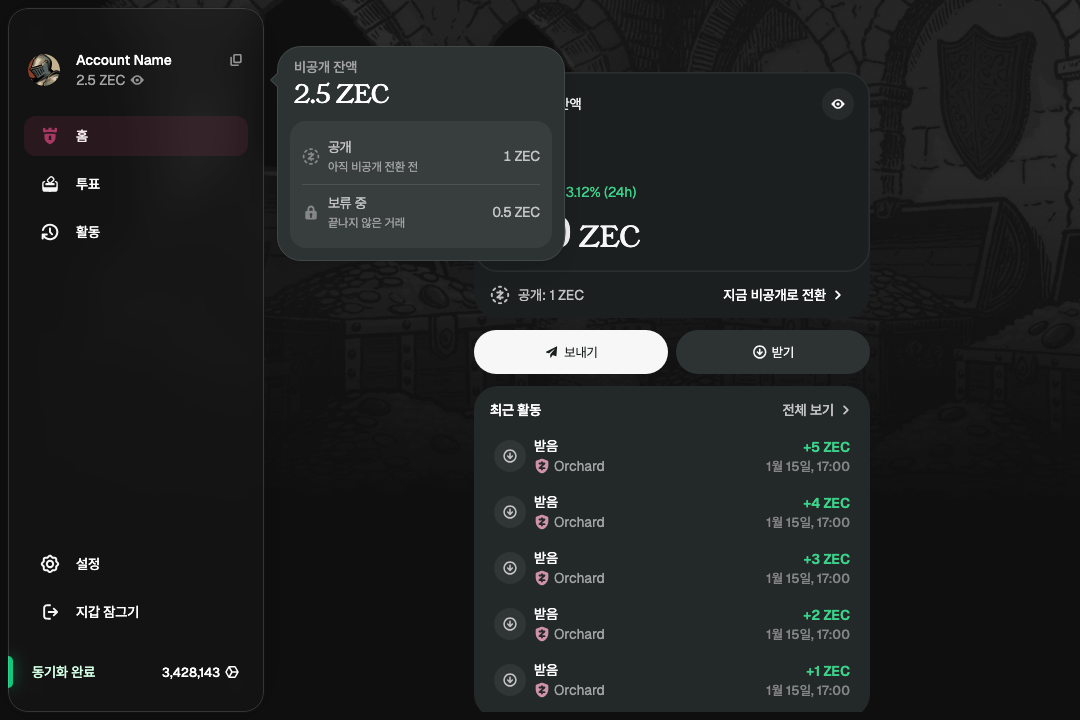 Account Name
2.5 ZEC
홈
투표
활동
설정
지갑 잠그기
동기화 완료
3,428,143
비공개 잔액
2.5 ZEC
공개
아직 비공개 전환 전
1 ZEC
보류 중
끝나지 않은 거래
0.5 ZEC
잔액
3.12% (24h)
ZEC
공개: 1 ZEC
지금 비공개로 전환
보내기
받기
최근 활동
전체 보기
받음
+5 ZEC
Orchard
1월 15일, 17:00
받음
+4 ZEC
Orchard
1월 15일, 17:00
받음
+3 ZEC
Orchard
1월 15일, 17:00
받음
+2 ZEC
Orchard
1월 15일, 17:00
받음
+1 ZEC
Orchard
1월 15일, 17:00